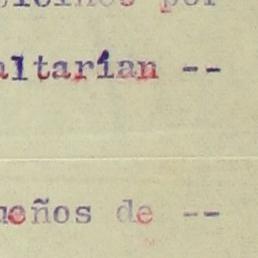 altarían --
ueños de --